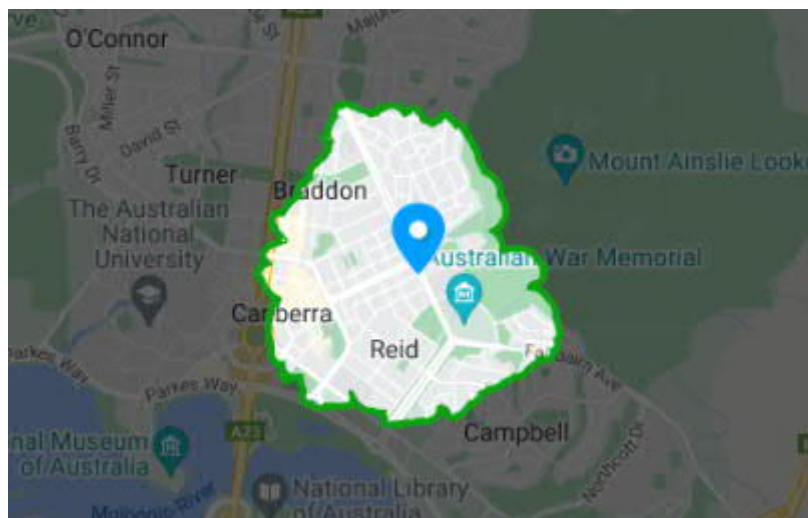 O'Connor
Miller St
David St
Barry Dr
Turner
Braddon
Mount Ainslie Looko
The Australian
National
University
Australian War Memorial
Canberra
Reid
Fairbairn Ave
Parkes Way
Parkes Way
A23
Campbell
Northcott Dr
nal Museum
of Australia
National Library
of Australia
Molonglo River